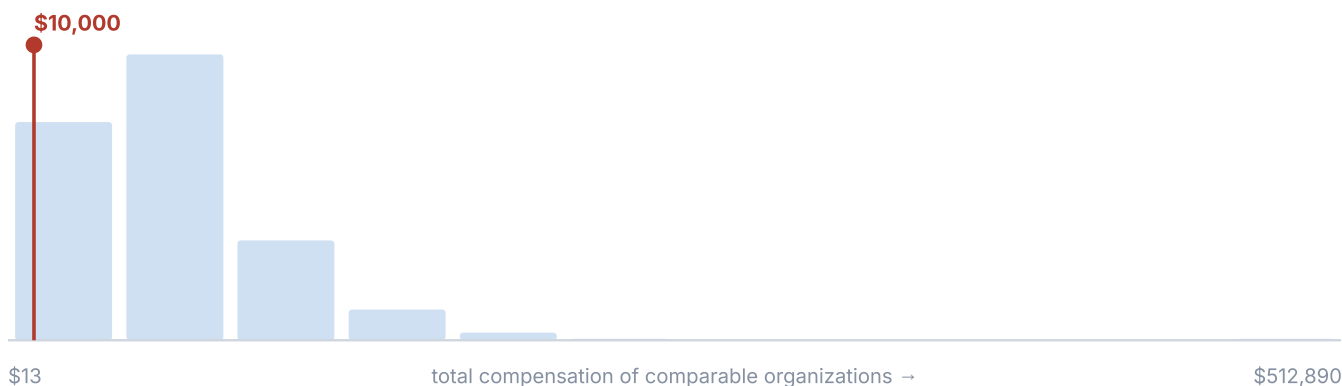 $10,000
$13
total compensation of comparable organizations →
$512,890